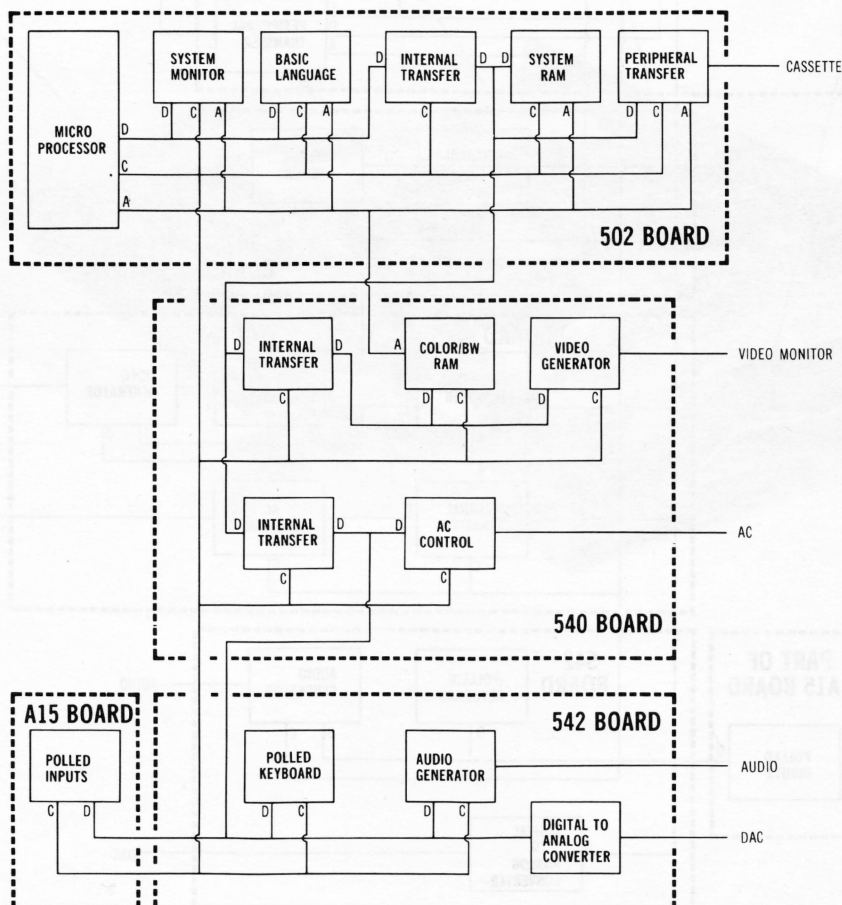 MICRO
PROCESSOR
D
C
A
SYSTEM
MONITOR
D C A
BASIC
LANGUAGE
D C A
D
INTERNAL
TRANSFER
D
C
D
SYSTEM
RAM
C A
PERIPHERAL
TRANSFER
D C A
CASSETTE
502 BOARD
D
INTERNAL
TRANSFER
D
C
A
COLOR/BW
RAM
D C
VIDEO
GENERATOR
D C
VIDEO MONITOR
D
INTERNAL
TRANSFER
D
C
D
AC
CONTROL
C
AC
540 BOARD
A15 BOARD
POLLED
INPUTS
C D
542 BOARD
POLLED
KEYBOARD
D C
AUDIO
GENERATOR
D C
AUDIO
DIGITAL TO
ANALOG
CONVERTER
DAC